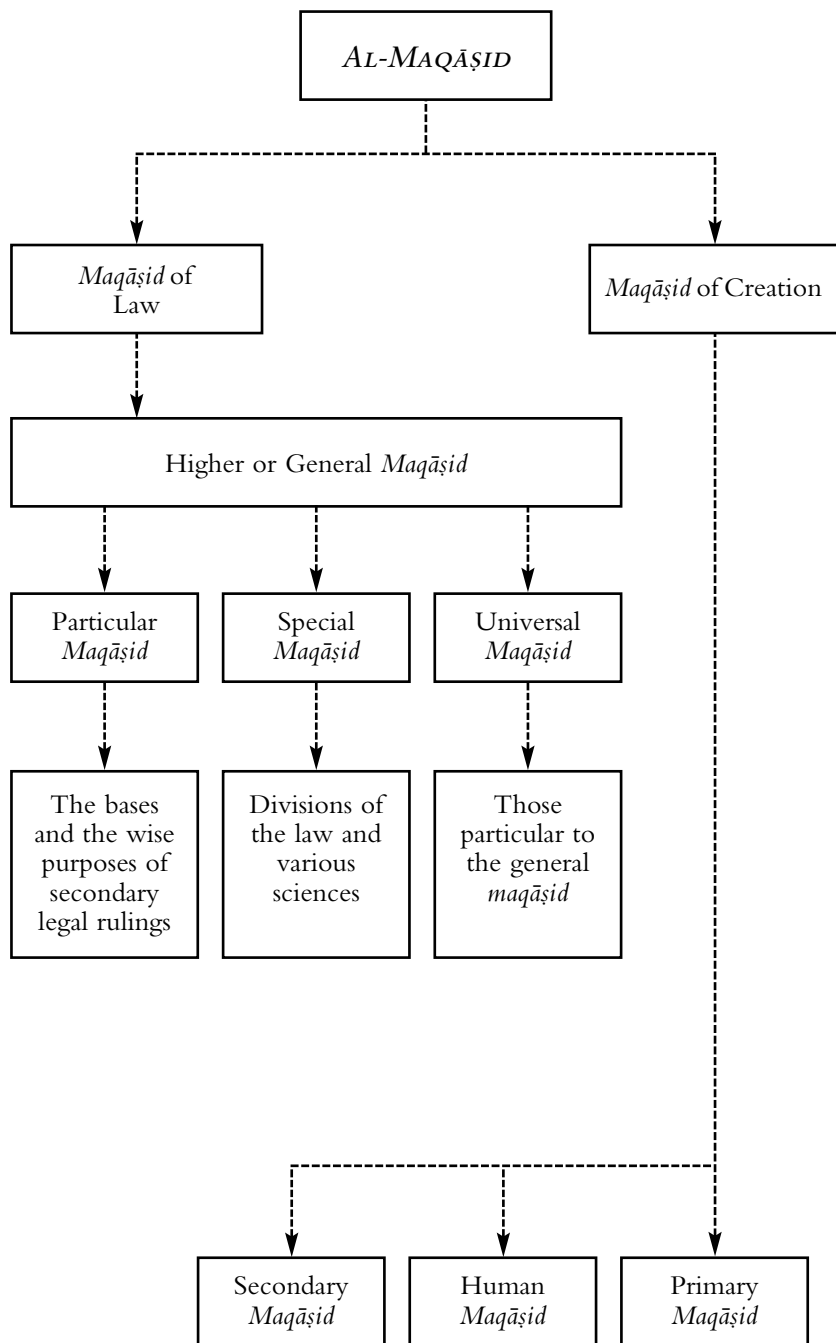 AL-MAQĀṢID
Maqāṣid of
Law
Maqāṣid of Creation
Higher or General Maqāṣid
Particular
Maqāṣid
Special
Maqāṣid
Universal
Maqāṣid
The bases
and the wise
purposes of
secondary
legal rulings
Divisions of
the law and
various
sciences
Those
particular to
the general
maqāṣid
Secondary
Maqāṣid
Human
Maqāṣid
Primary
Maqāṣid